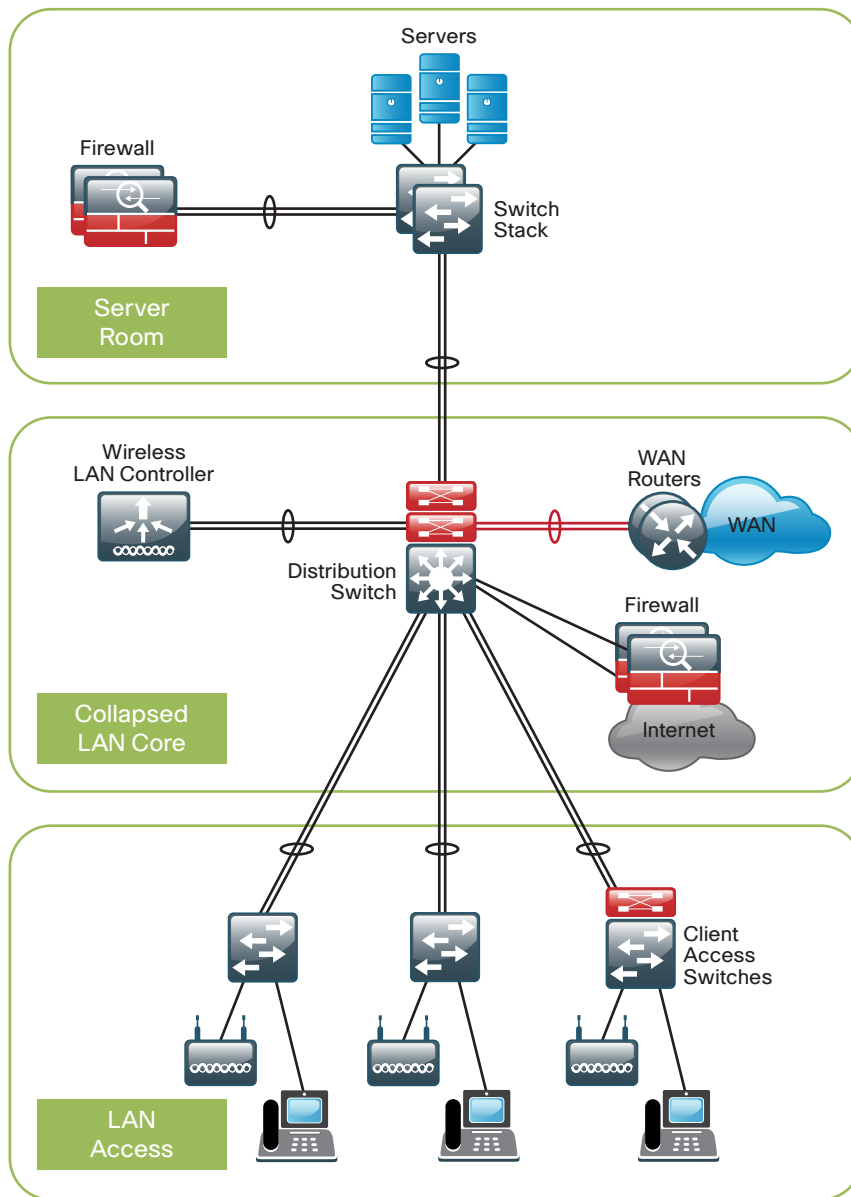 Servers
Firewall
Switch
Stack
Server
Room
Wireless
LAN Controller
WAN
Routers
WAN
Distribution
Switch
Firewall
Internet
Collapsed
LAN Core
Client
Access
Switches
LAN
Access